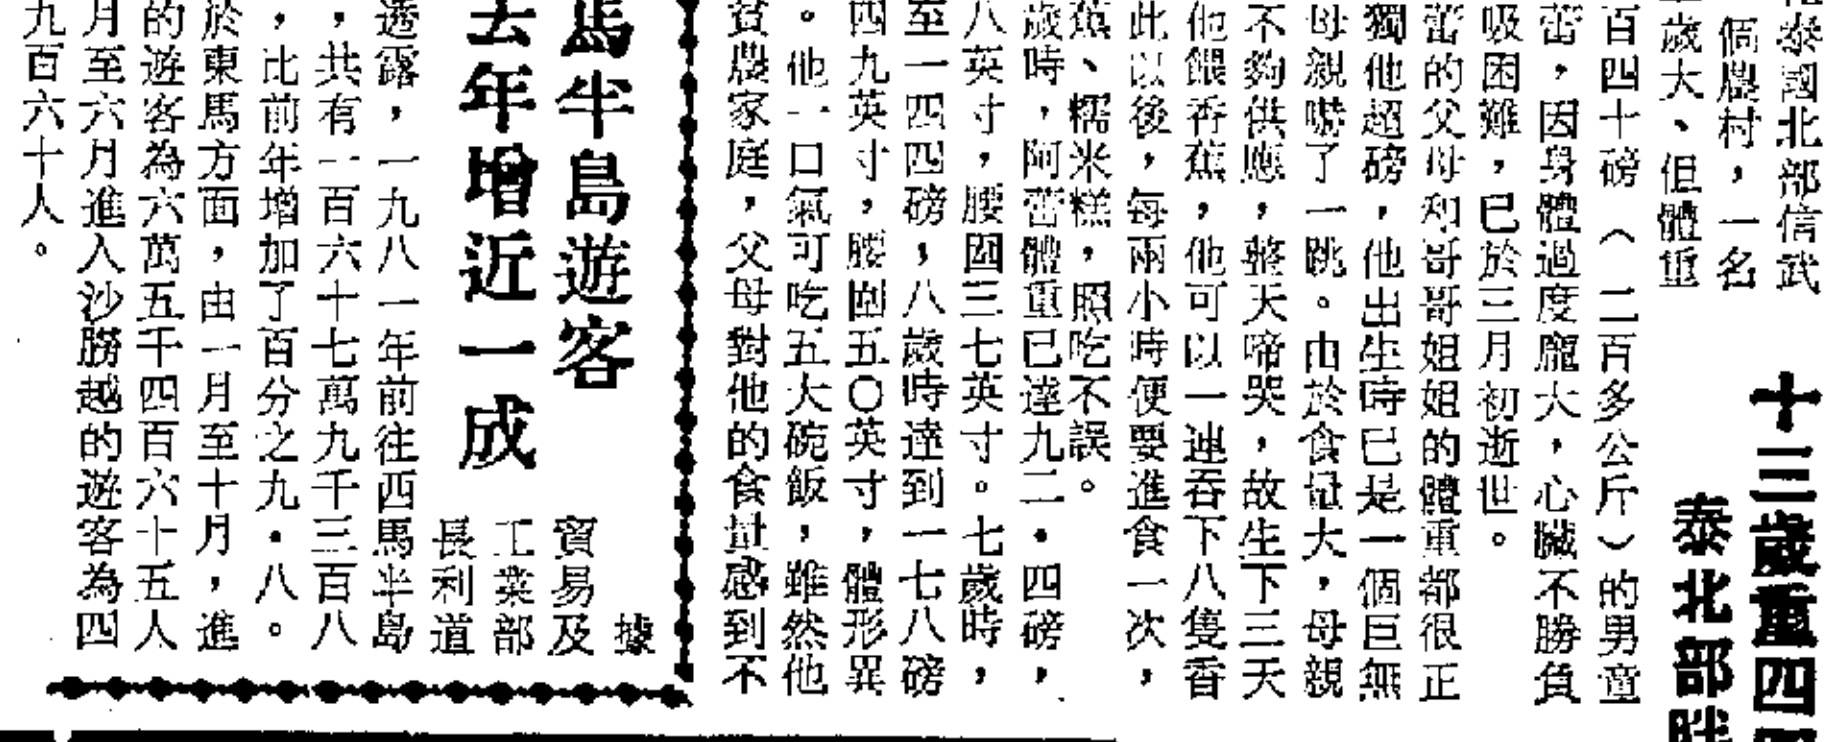 十三歲重四
泰北部胖
泰國北部信武
個農村，一名
歲大、但體重
百四十磅（二百多公斤）的男童
蕾，因身體過度龐大，心臟不勝負
吸困難，已於三月初逝世。
蕾的父母和哥哥姐姐的體重都很正
獨他超磅，他出生時已是一個巨無
母親嚇了一跳。由於食量大，母親
不夠供應，整天啼哭，故生下三天
他餵香蕉，他可以一連吞下八隻香
此以後，每兩小時便要進食一次，
蕉、糯米糕，照吃不誤。
歲時，阿蕾體重已達九二・四磅，
八英寸，腰圍三七英寸。七歲時，
至一四四磅，八歲時達到一七八磅
四九英寸，腰圍五〇英寸，體形異
。他一口氣可吃五大碗飯，雖然他
貧農家庭，父母對他的食量感到不
馬半島遊客
去年增近一成
據
貿易及
工業部
長利道
透露，一九八一年前往西馬半島
，共有一百六十七萬九千三百八
，比前年增加了百分之九・八。
於東馬方面，由一月至十月，進
的遊客為六萬五千四百六十五人
月至六月進入沙勝越的遊客為四
九百六十人。